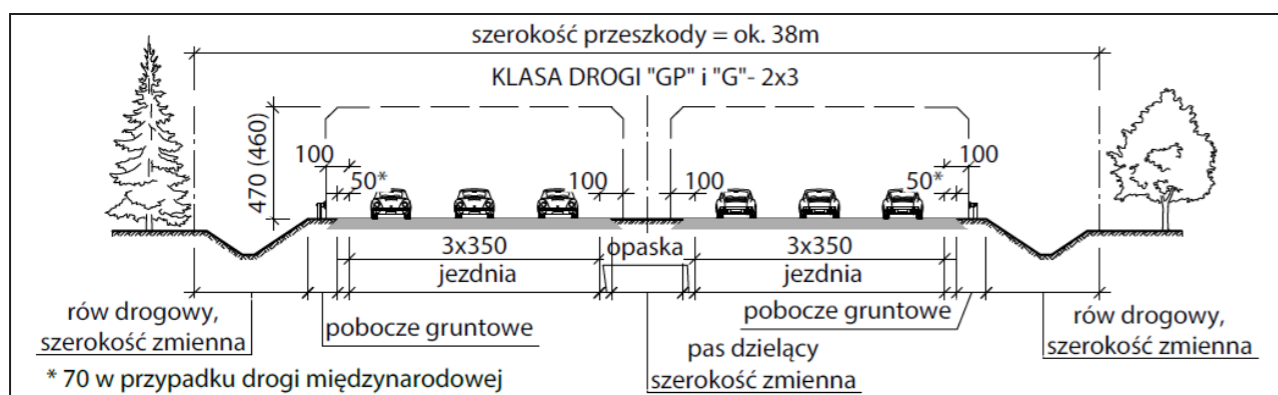 szerokość przeszkody = ok. 38m
KLASA DROGI "GP" i "G"- 2x3
470 (460)
100
50*
100
100
50*
100
3x350
opaska
3x350
jezdnia
jezdnia
rów drogowy,
szerokość zmienna
pobocze gruntowe
pas dzielący
szerokość zmienna
pobocze gruntowe
rów drogowy,
szerokość zmienna
* 70 w przypadku drogi międzynarodowej